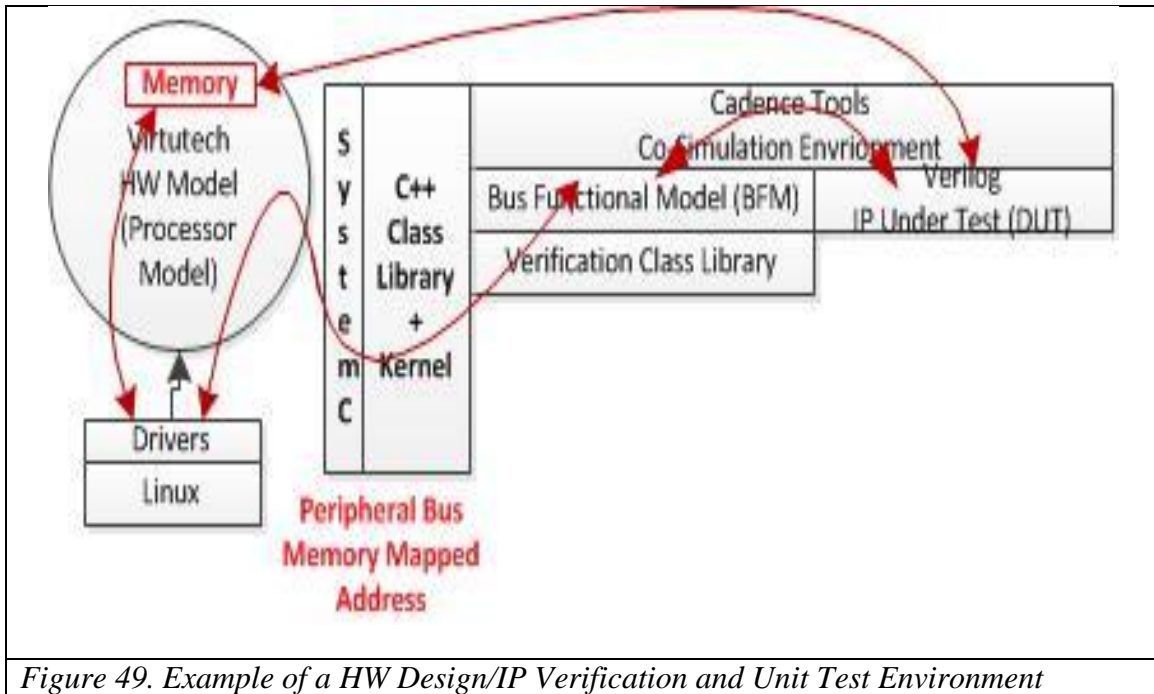 Memory
Virtutech
HW Model
(Processor
Model)
Drivers
Linux
SystemC
C++
Class
Library
+
Kernel
Peripheral Bus
Memory Mapped
Address
Cadence Tools
Co-Simulation Envrionment
Bus Functional Model (BFM)
Verification Class Library
Verilog
IP Under Test (DUT)
Figure 49. Example of a HW Design/IP Verification and Unit Test Environment